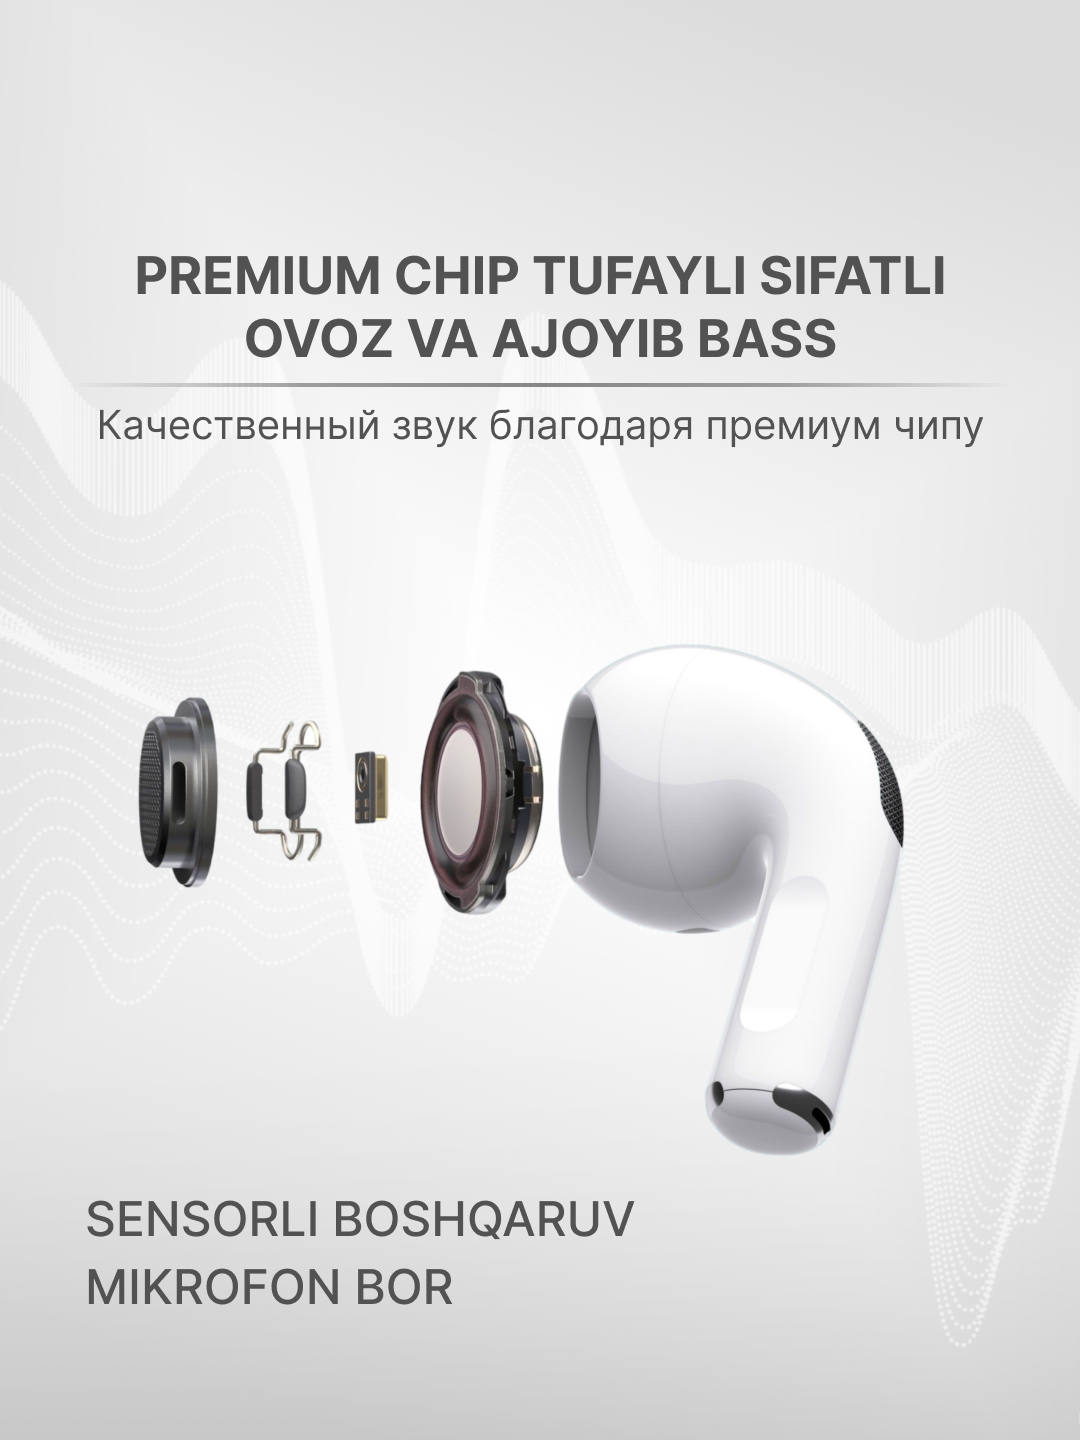 PREMIUM CHIP TUFAYLI SIFATLI
OVOZ VA AJOYIB BASS
Качественный звук благодаря премиум чипу
SENSORLI BOSHQARUV
MIKROFON BOR